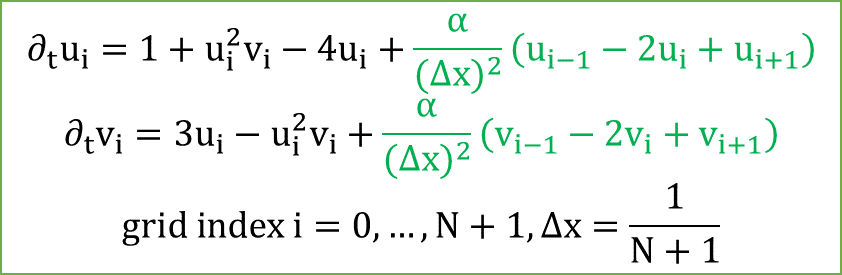 ∂ₜuᵢ = 1 + uᵢ²vᵢ − 4uᵢ + α/(Δx)² (uᵢ₋₁ − 2uᵢ + uᵢ₊₁)
∂ₜvᵢ = 3uᵢ − uᵢ²vᵢ + α/(Δx)² (vᵢ₋₁ − 2vᵢ + vᵢ₊₁)
grid index i = 0, … , N + 1, Δx = 1/(N + 1)